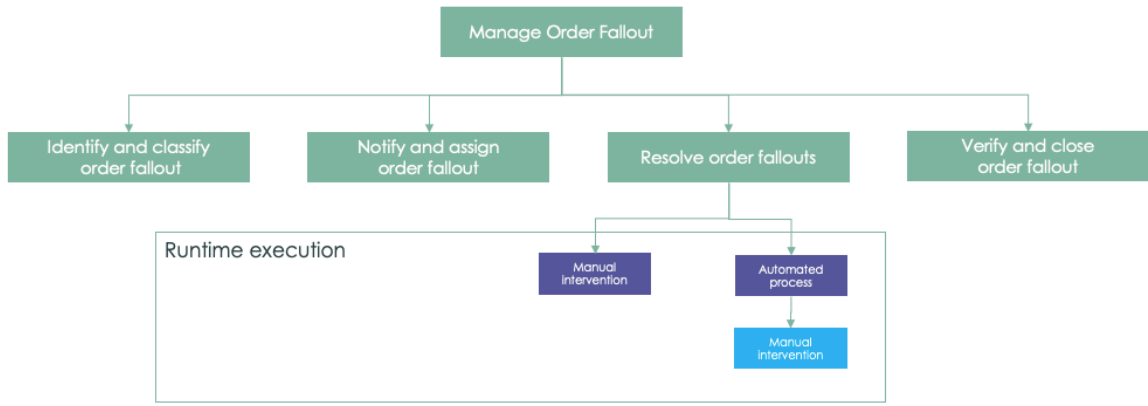 Manage Order Fallout
Identify and classify
order fallout
Notify and assign
order fallout
Resolve order fallouts
Verify and close
order fallout
Runtime execution
Manual
intervention
Automated
process
Manual
intervention